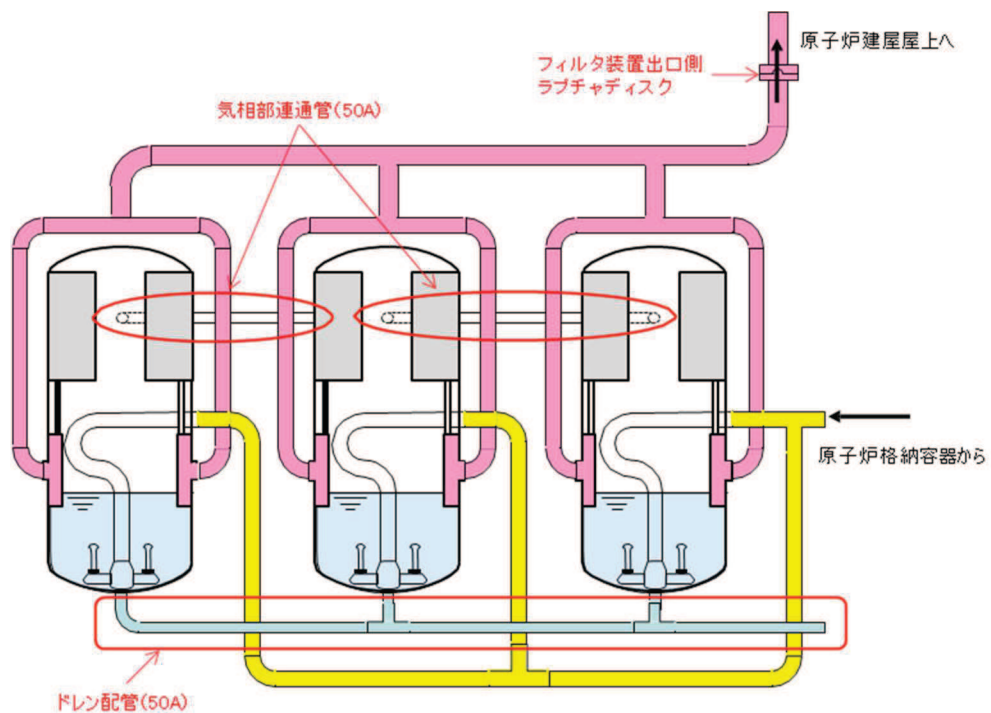 原子炉建屋屋上へ
フィルタ装置出口側
ラプチャディスク
気相部連通管(50A)
原子炉格納容器から
ドレン配管(50A)